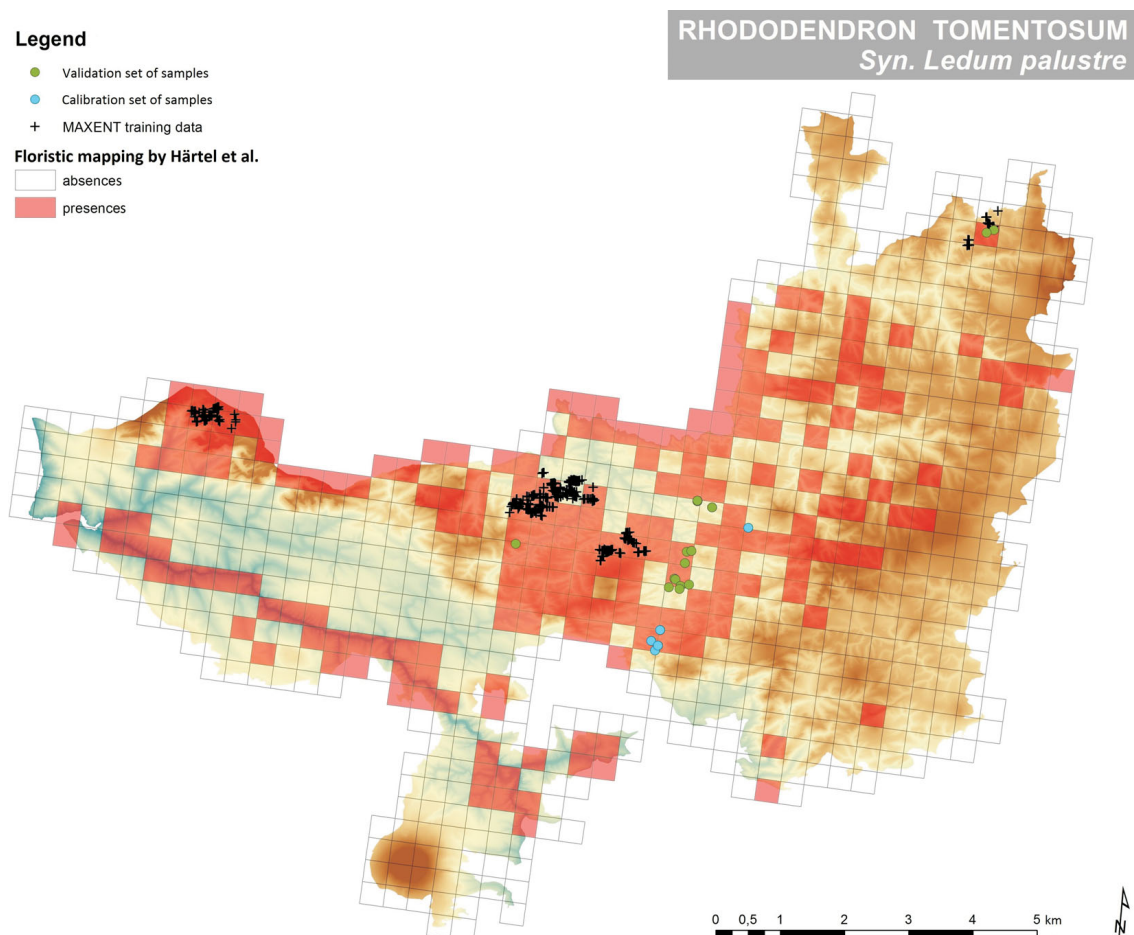 RHODODENDRON TOMENTOSUM
Syn. Ledum palustre
Legend
Validation set of samples
Calibration set of samples
MAXENT training data
Floristic mapping by Härtel et al.
absences
presences
0 0,5 1 2 3 4 5 km
N